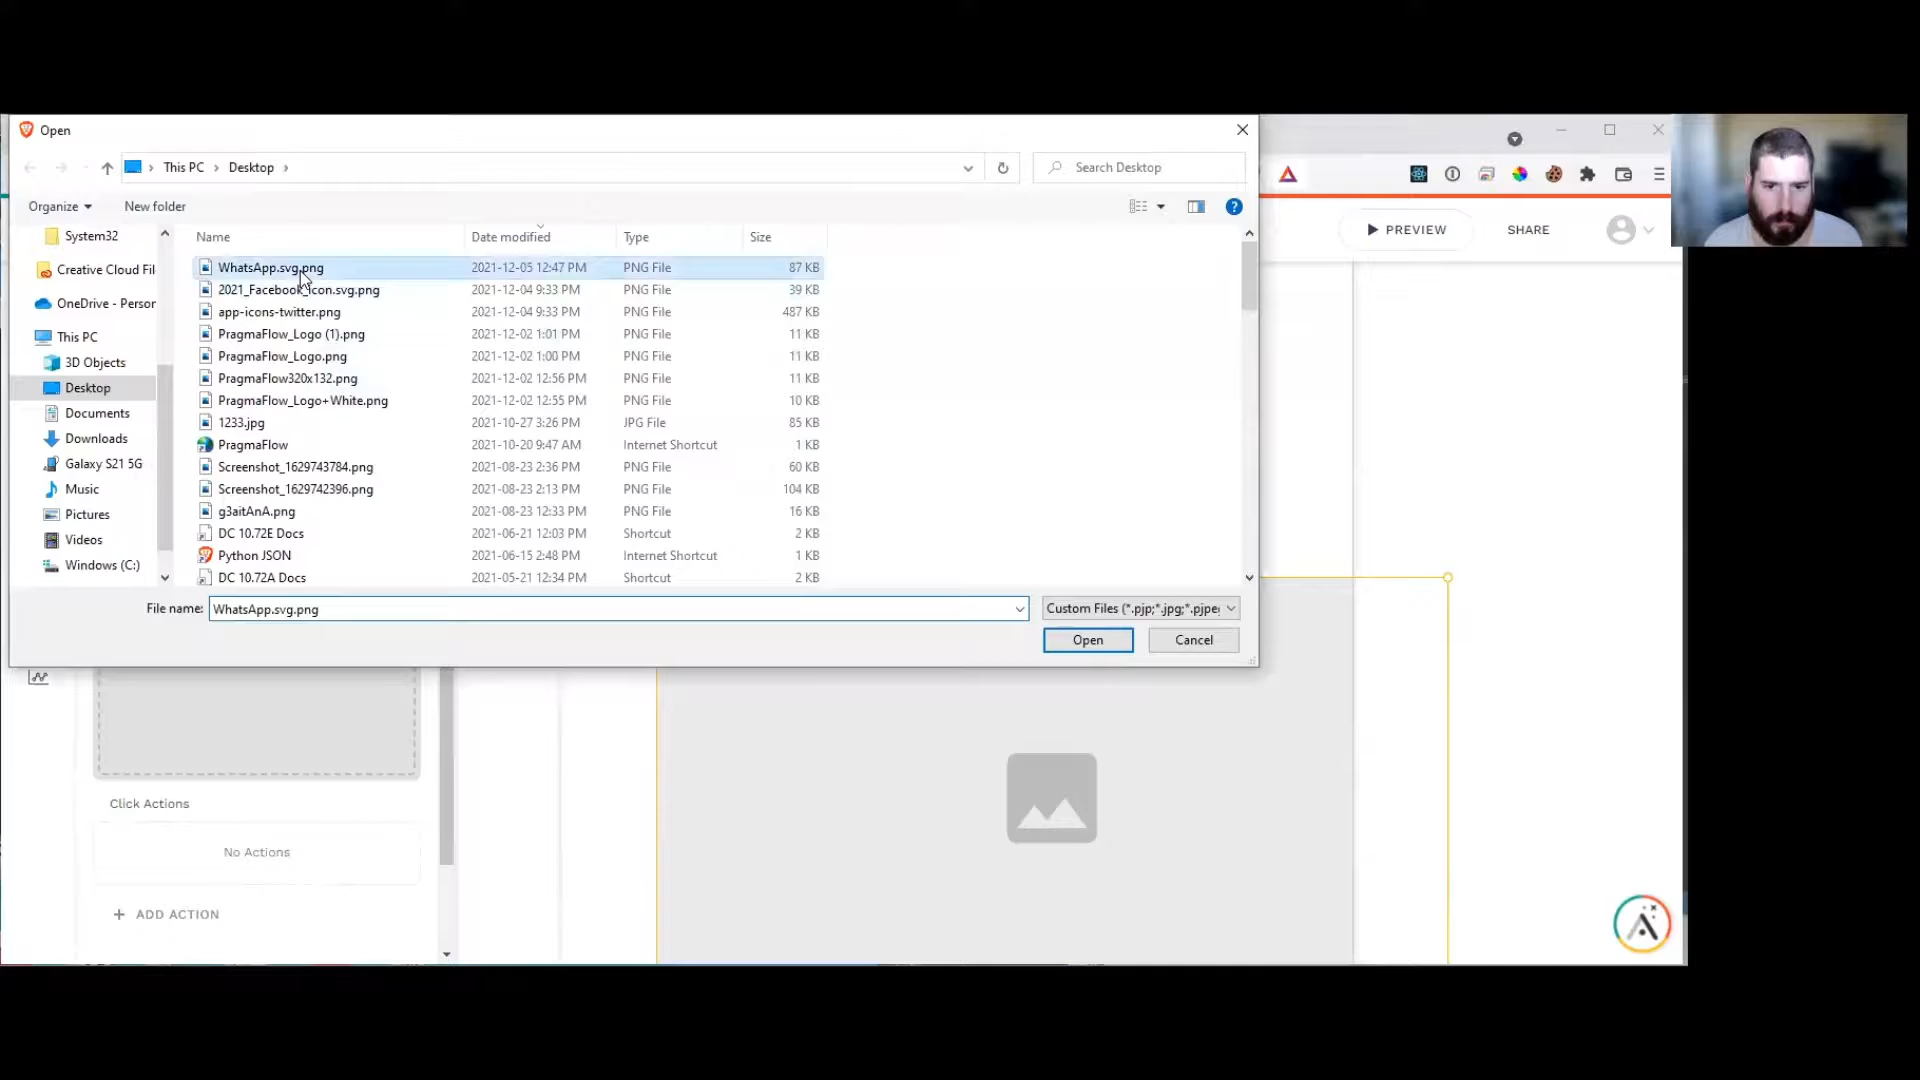 Open
This PC > Desktop >
Search Desktop
Organize
New folder
Name Date modified Type Size
System32
Creative Cloud Fil
OneDrive - Person
This PC
3D Objects
Desktop
Documents
Downloads
Galaxy S21 5G
Music
Pictures
Videos
Windows (C:)
WhatsApp.svg.png 2021-12-05 12:47 PM PNG File 87 KB
2021_Facebook_icon.svg.png 2021-12-04 9:33 PM PNG File 39 KB
app-icons-twitter.png 2021-12-04 9:33 PM PNG File 487 KB
PragmaFlow_Logo (1).png 2021-12-02 1:01 PM PNG File 11 KB
PragmaFlow_Logo.png 2021-12-02 1:00 PM PNG File 11 KB
PragmaFlow320x132.png 2021-12-02 12:56 PM PNG File 11 KB
PragmaFlow_Logo+White.png 2021-12-02 12:55 PM PNG File 10 KB
1233.jpg 2021-10-27 3:26 PM JPG File 85 KB
PragmaFlow 2021-10-20 9:47 AM Internet Shortcut 1 KB
Screenshot_1629743784.png 2021-08-23 2:36 PM PNG File 60 KB
Screenshot_1629742396.png 2021-08-23 2:13 PM PNG File 104 KB
g3aitAnA.png 2021-08-23 12:33 PM PNG File 16 KB
DC 10.72E Docs 2021-06-21 12:03 PM Shortcut 2 KB
Python JSON 2021-06-15 2:48 PM Internet Shortcut 1 KB
DC 10.72A Docs 2021-05-21 12:34 PM Shortcut 2 KB
File name: WhatsApp.svg.png
Custom Files (*.pjp;*.jpg;*.pjpe
Open
Cancel
PREVIEW
SHARE
Click Actions
No Actions
+ ADD ACTION